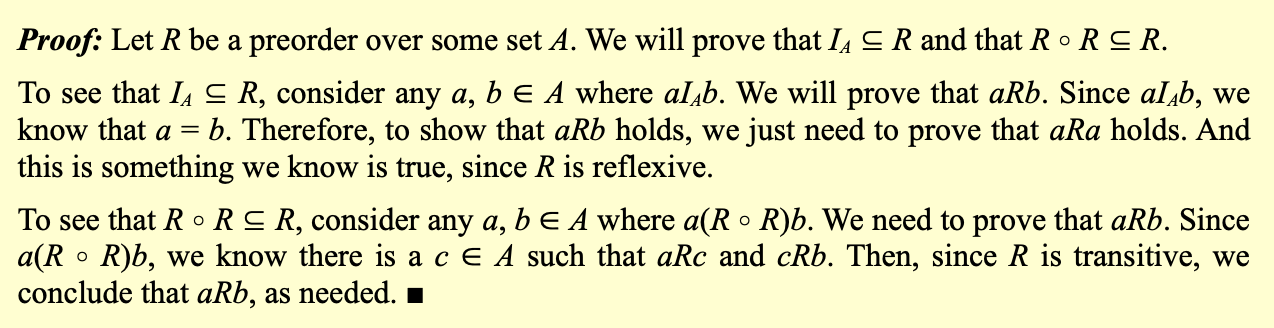 Proof: Let R be a preorder over some set A. We will prove that I_A ⊆ R and that R ∘ R ⊆ R.
To see that I_A ⊆ R, consider any a, b ∈ A where aI_Ab. We will prove that aRb. Since aI_Ab, we
know that a = b. Therefore, to show that aRb holds, we just need to prove that aRa holds. And
this is something we know is true, since R is reflexive.
To see that R ∘ R ⊆ R, consider any a, b ∈ A where a(R ∘ R)b. We need to prove that aRb. Since
a(R ∘ R)b, we know there is a c ∈ A such that aRc and cRb. Then, since R is transitive, we
conclude that aRb, as needed. ■